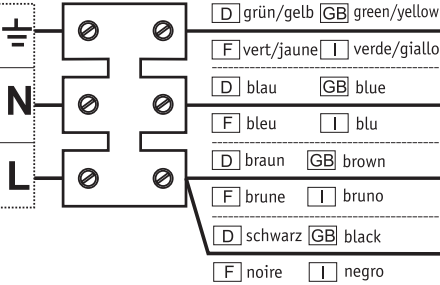 D grün/gelb GB green/yellow
F vert/jaune I verde/giallo
N
D blau GB blue
F bleu I blu
L
D braun GB brown
F brune I bruno
D schwarz GB black
F noire I negro